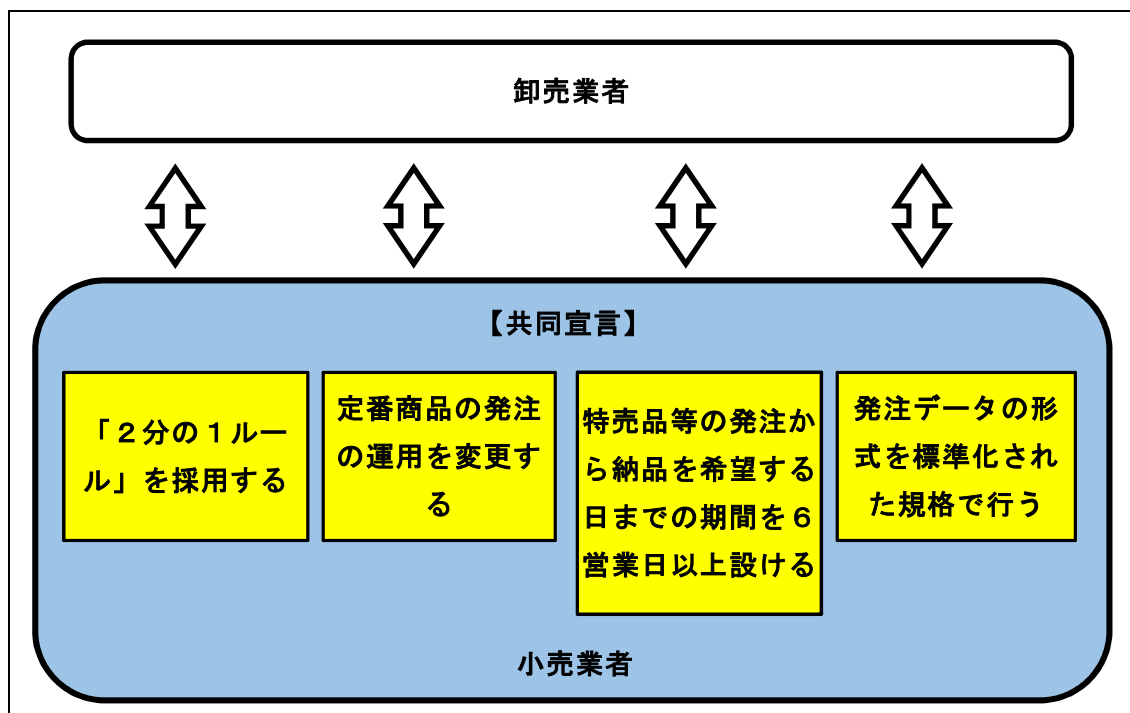 卸売業者
【共同宣言】
「２分の１ルー
ル」を採用する
定番商品の発注
の運用を変更す
る
特売品等の発注か
ら納品を希望する
日までの期間を６
営業日以上設ける
発注データの形
式を標準化され
た規格で行う
小売業者